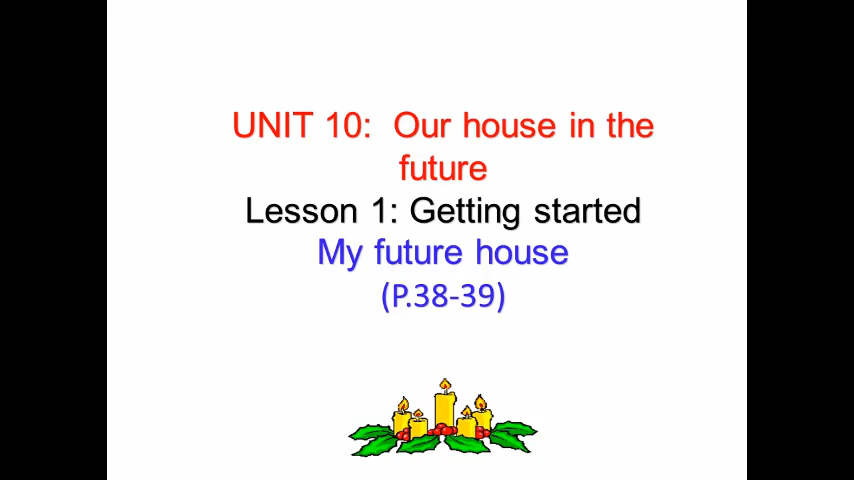 UNIT 10: Our house in the
future
Lesson 1: Getting started
My future house
(P.38-39)